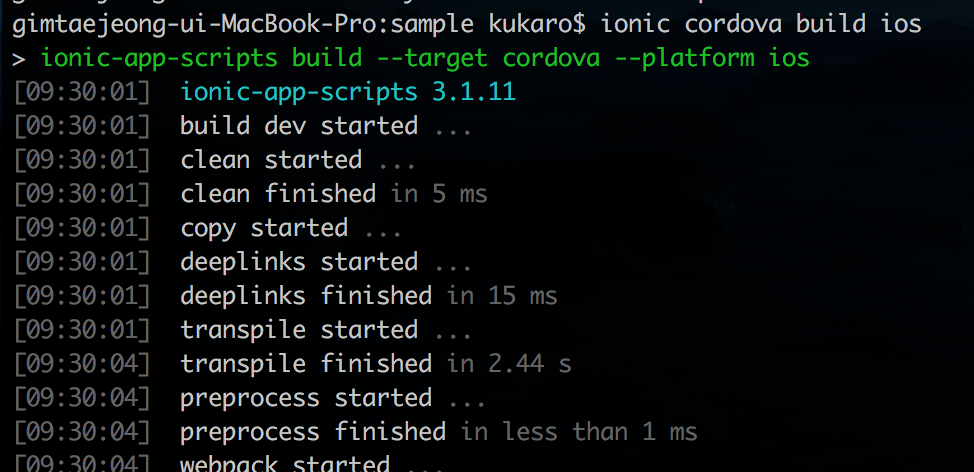 gimtaejeong-ui-MacBook-Pro:sample kukaro$ ionic cordova build ios
> ionic-app-scripts build --target cordova --platform ios
[09:30:01] ionic-app-scripts 3.1.11
[09:30:01] build dev started ...
[09:30:01] clean started ...
[09:30:01] clean finished in 5 ms
[09:30:01] copy started ...
[09:30:01] deeplinks started ...
[09:30:01] deeplinks finished in 15 ms
[09:30:01] transpile started ...
[09:30:04] transpile finished in 2.44 s
[09:30:04] preprocess started ...
[09:30:04] preprocess finished in less than 1 ms
[09:30:04] webpack started ...